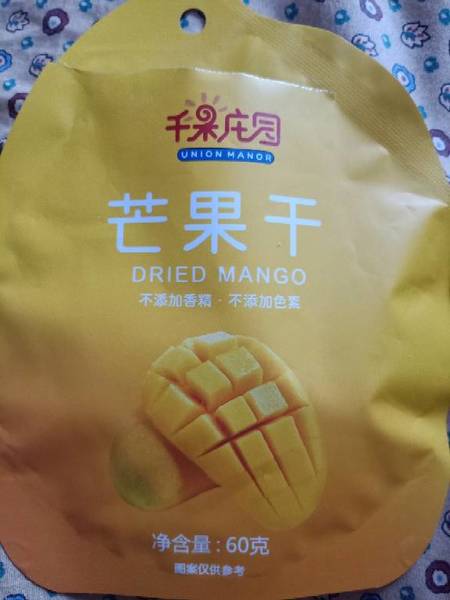 千果庄园
UNION MANOR
芒果干
DRIED MANGO
不添加香精·不添加色素
净含量:60克
图案仅供参考